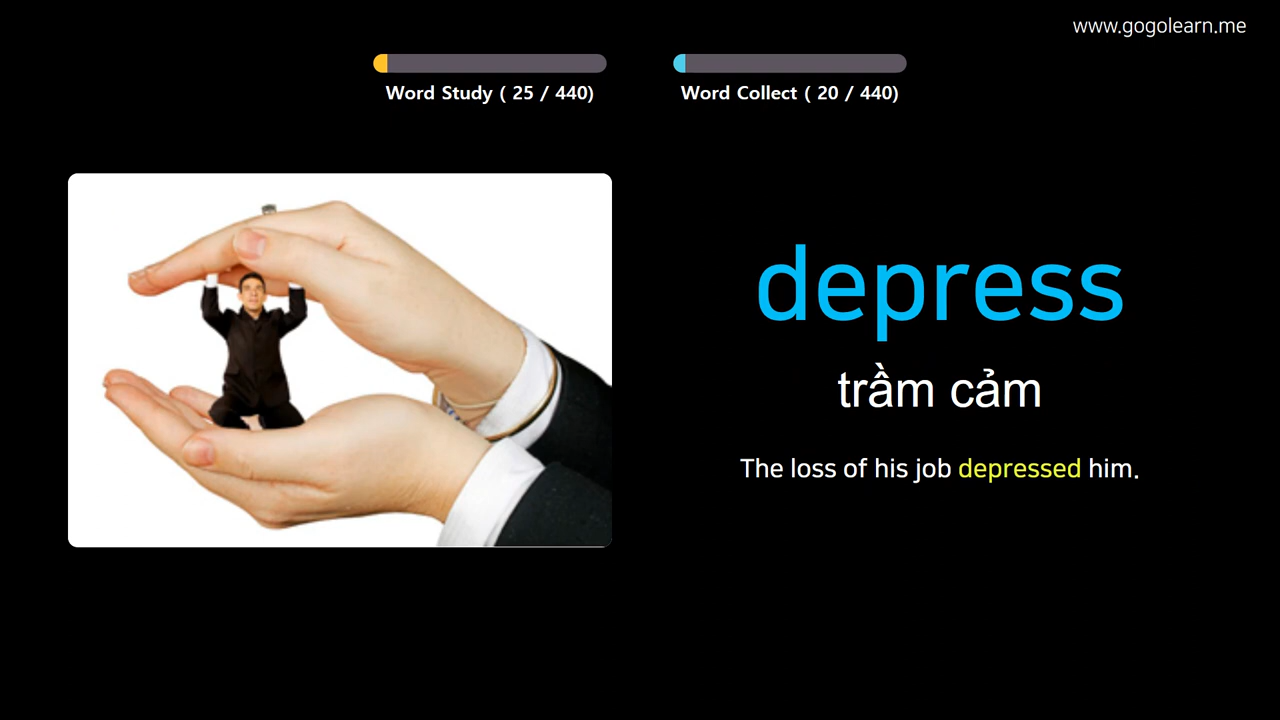 www.gogolearn.me
Word Study ( 25 / 440)
Word Collect ( 20 / 440)
depress
trầm cảm
The loss of his job depressed him.